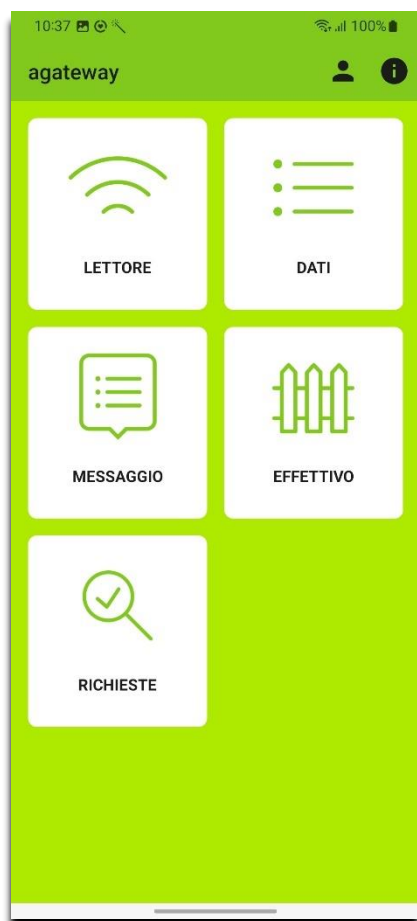 10:37 100%
agateway
LETTORE DATI
MESSAGGIO EFFETTIVO
RICHIESTE